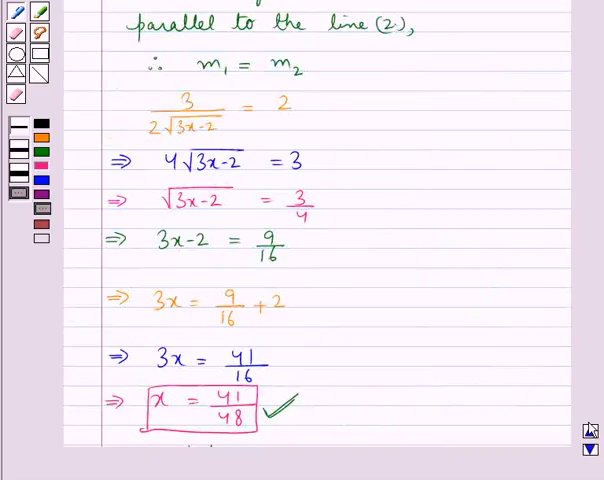 parallel to the line (2),
∴ m₁ = m₂
3/(2√(3x-2)) = 2
⇒ 4√(3x-2) = 3
⇒ √(3x-2) = 3/4
⇒ 3x-2 = 9/16
⇒ 3x = 9/16 + 2
⇒ 3x = 41/16
⇒ x = 41/48 ✓